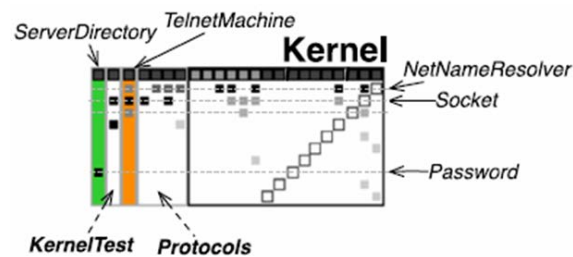 TelnetMachine
ServerDirectory
Kernel
NetNameResolver
Socket
Password
KernelTest
Protocols